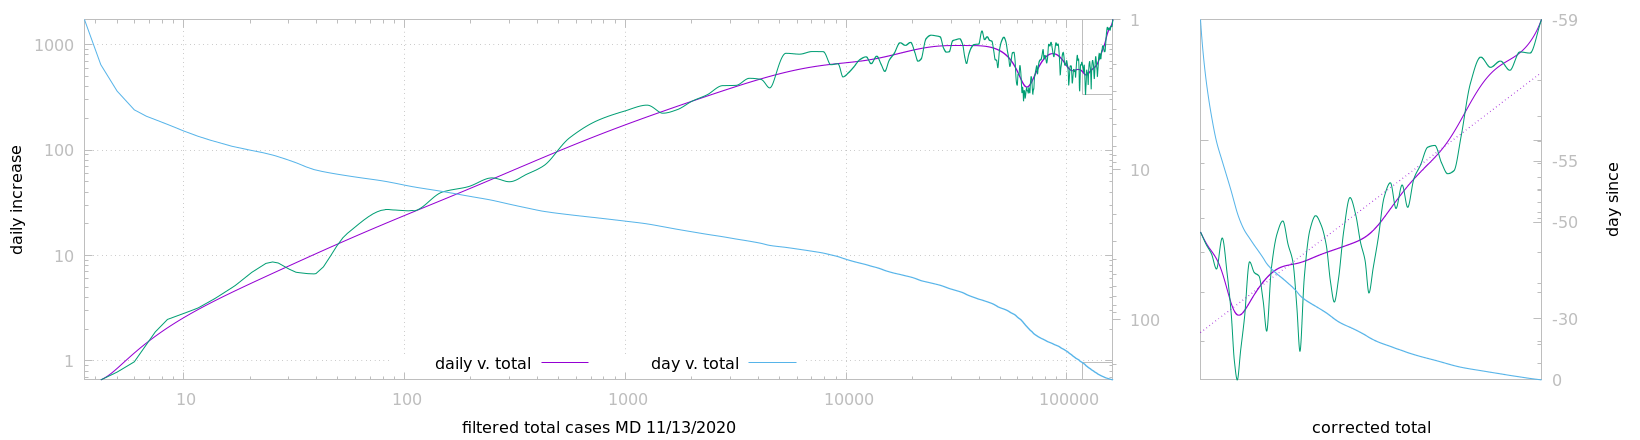 1000
100
10
1
daily increase
10
100
1000
10000
100000
filtered total cases MD 11/13/2020
daily v. total
day v. total
1
10
100
-59
-55
-50
-30
0
day since
corrected total